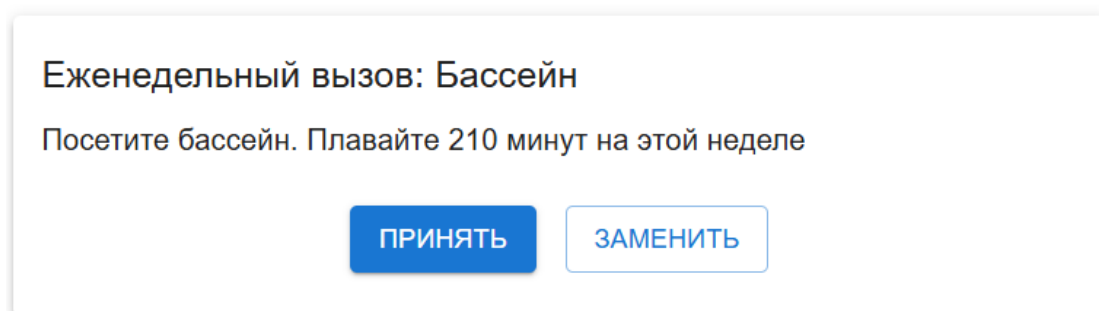 Еженедельный вызов: Бассейн
Посетите бассейн. Плавайте 210 минут на этой неделе
ПРИНЯТЬ ЗАМЕНИТЬ